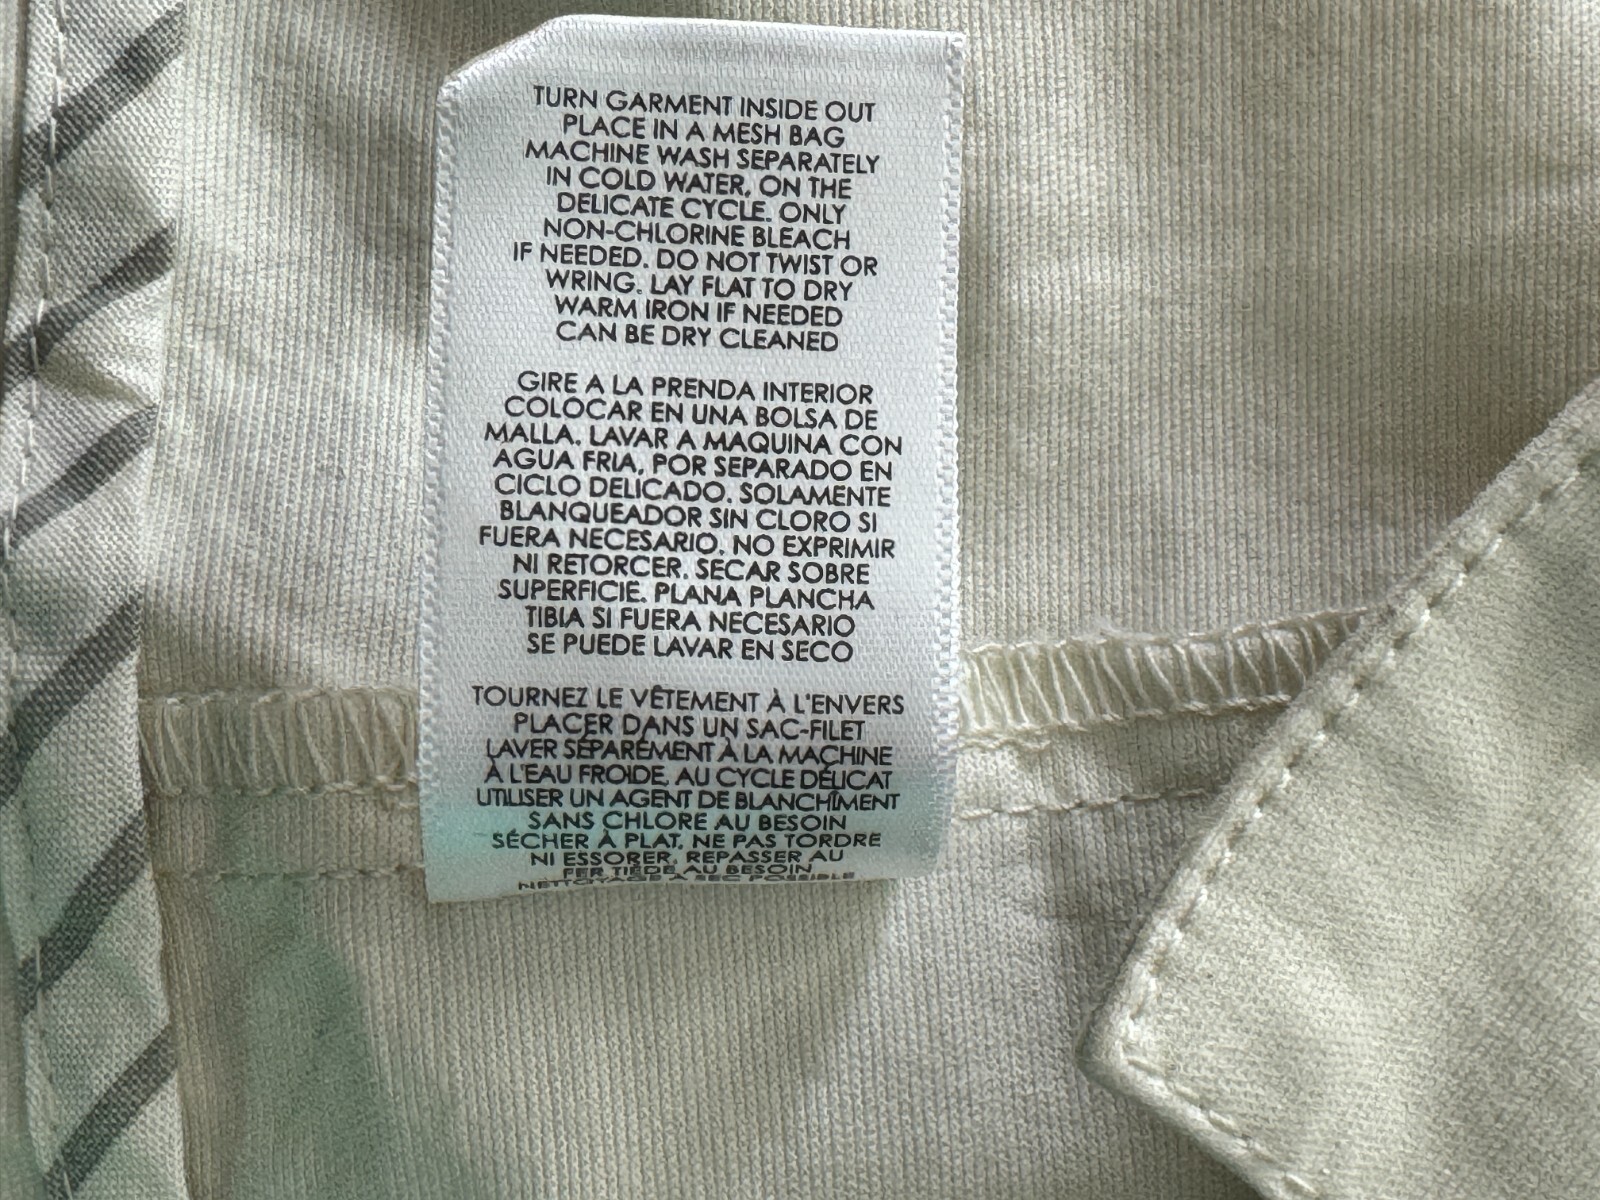 TURN GARMENT INSIDE OUT
PLACE IN A MESH BAG
MACHINE WASH SEPARATELY
IN COLD WATER, ON THE
DELICATE CYCLE. ONLY
NON-CHLORINE BLEACH
IF NEEDED. DO NOT TWIST OR
WRING. LAY FLAT TO DRY
WARM IRON IF NEEDED
CAN BE DRY CLEANED
GIRE A LA PRENDA INTERIOR
COLOCAR EN UNA BOLSA DE
MALLA. LAVAR A MAQUINA CON
AGUA FRIA, POR SEPARADO EN
CICLO DELICADO. SOLAMENTE
BLANQUEADOR SIN CLORO SI
FUERA NECESARIO. NO EXPRIMIR
NI RETORCER. SECAR SOBRE
SUPERFICIE. PLANA PLANCHA
TIBIA SI FUERA NECESARIO
SE PUEDE LAVAR EN SECO
TOURNEZ LE VÊTEMENT À L'ENVERS
PLACER DANS UN SAC-FILET
LAVER SÉPARÉMENT À LA MACHINE
À L'EAU FROIDE, AU CYCLE DÉLICAT
UTILISER UN AGENT DE BLANCHIMENT
SANS CHLORE AU BESOIN
SÉCHER À PLAT. NE PAS TORDRE
NI ESSORER. REPASSER AU
FER TIÈDE AU BESOIN
NETTOYAGE À SEC POSSIBLE